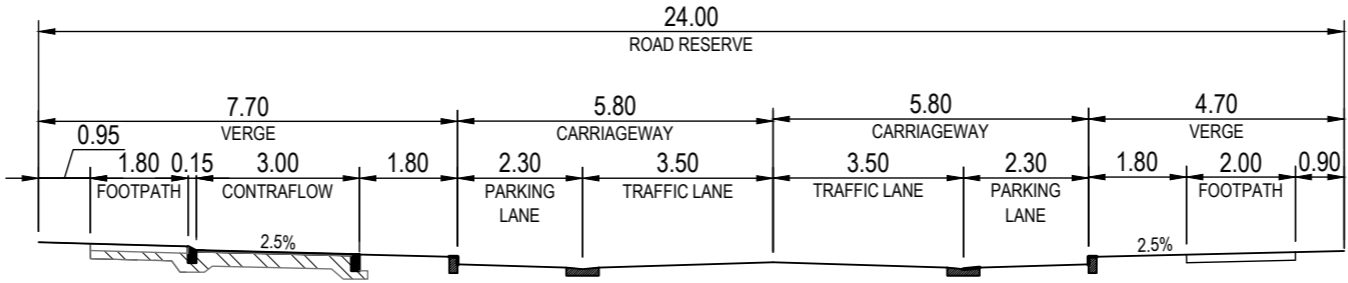 24.00
ROAD RESERVE
7.70 5.80 5.80 4.70
VERGE CARRIAGEWAY CARRIAGEWAY VERGE
0.95
1.80 0.15 3.00 1.80 2.30 3.50 3.50 2.30 1.80 2.00 0.90
FOOTPATH CONTRAFLOW PARKING TRAFFIC LANE TRAFFIC LANE PARKING FOOTPATH
LANE LANE
2.5% 2.5%